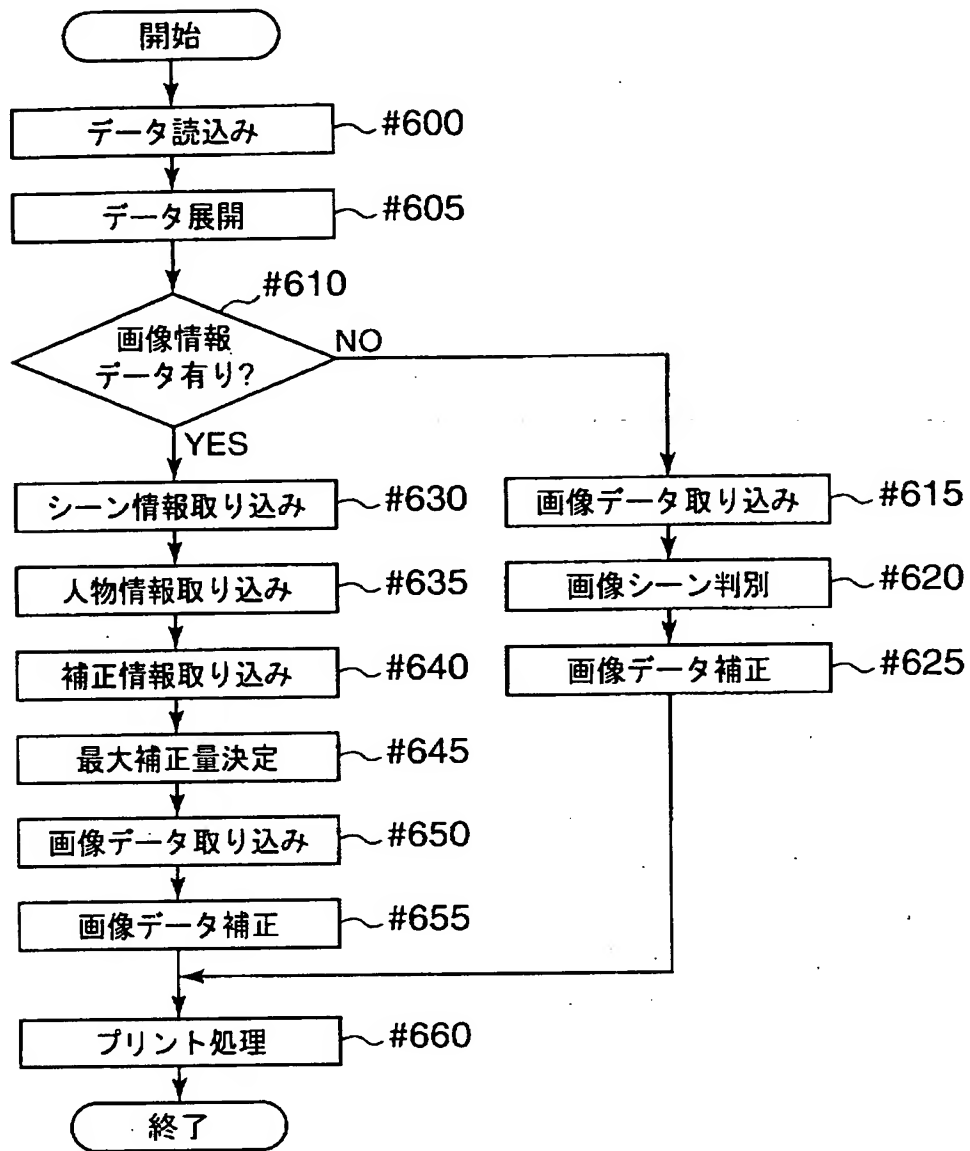 開始
データ読込み
#600
データ展開
#605
#610
画像情報
データ有り?
NO
YES
シーン情報取り込み
#630
人物情報取り込み
#635
補正情報取り込み
#640
最大補正量決定
#645
画像データ取り込み
#650
画像データ補正
#655
画像データ取り込み
#615
画像シーン判別
#620
画像データ補正
#625
プリント処理
#660
終了